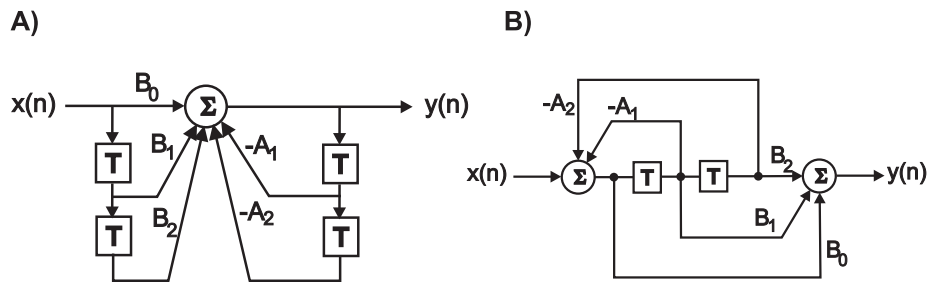 A)
x(n)
B0
Σ
y(n)
T
B1
-A1
T
T
B2
-A2
T
B)
-A2
-A1
x(n)
Σ
T
T
B2
Σ
y(n)
B1
B0